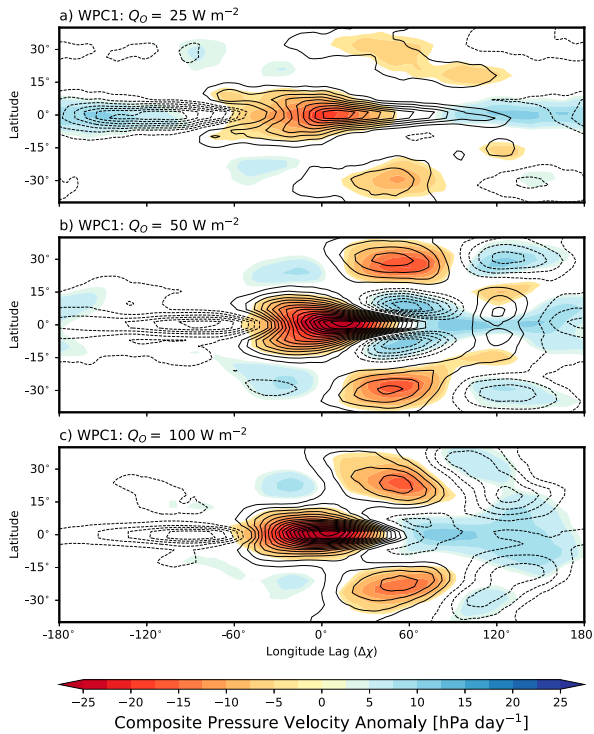 a) WPC1: Q_O = 25 W m⁻²
30°
15°
0°
-15°
-30°
Latitude
b) WPC1: Q_O = 50 W m⁻²
30°
15°
0°
-15°
-30°
Latitude
c) WPC1: Q_O = 100 W m⁻²
30°
15°
0°
-15°
-30°
Latitude
-180° -120° -60° 0° 60° 120° 180
Longitude Lag (Δχ)
−25 −20 −15 −10 −5 0 5 10 15 20 25
Composite Pressure Velocity Anomaly [hPa day⁻¹]